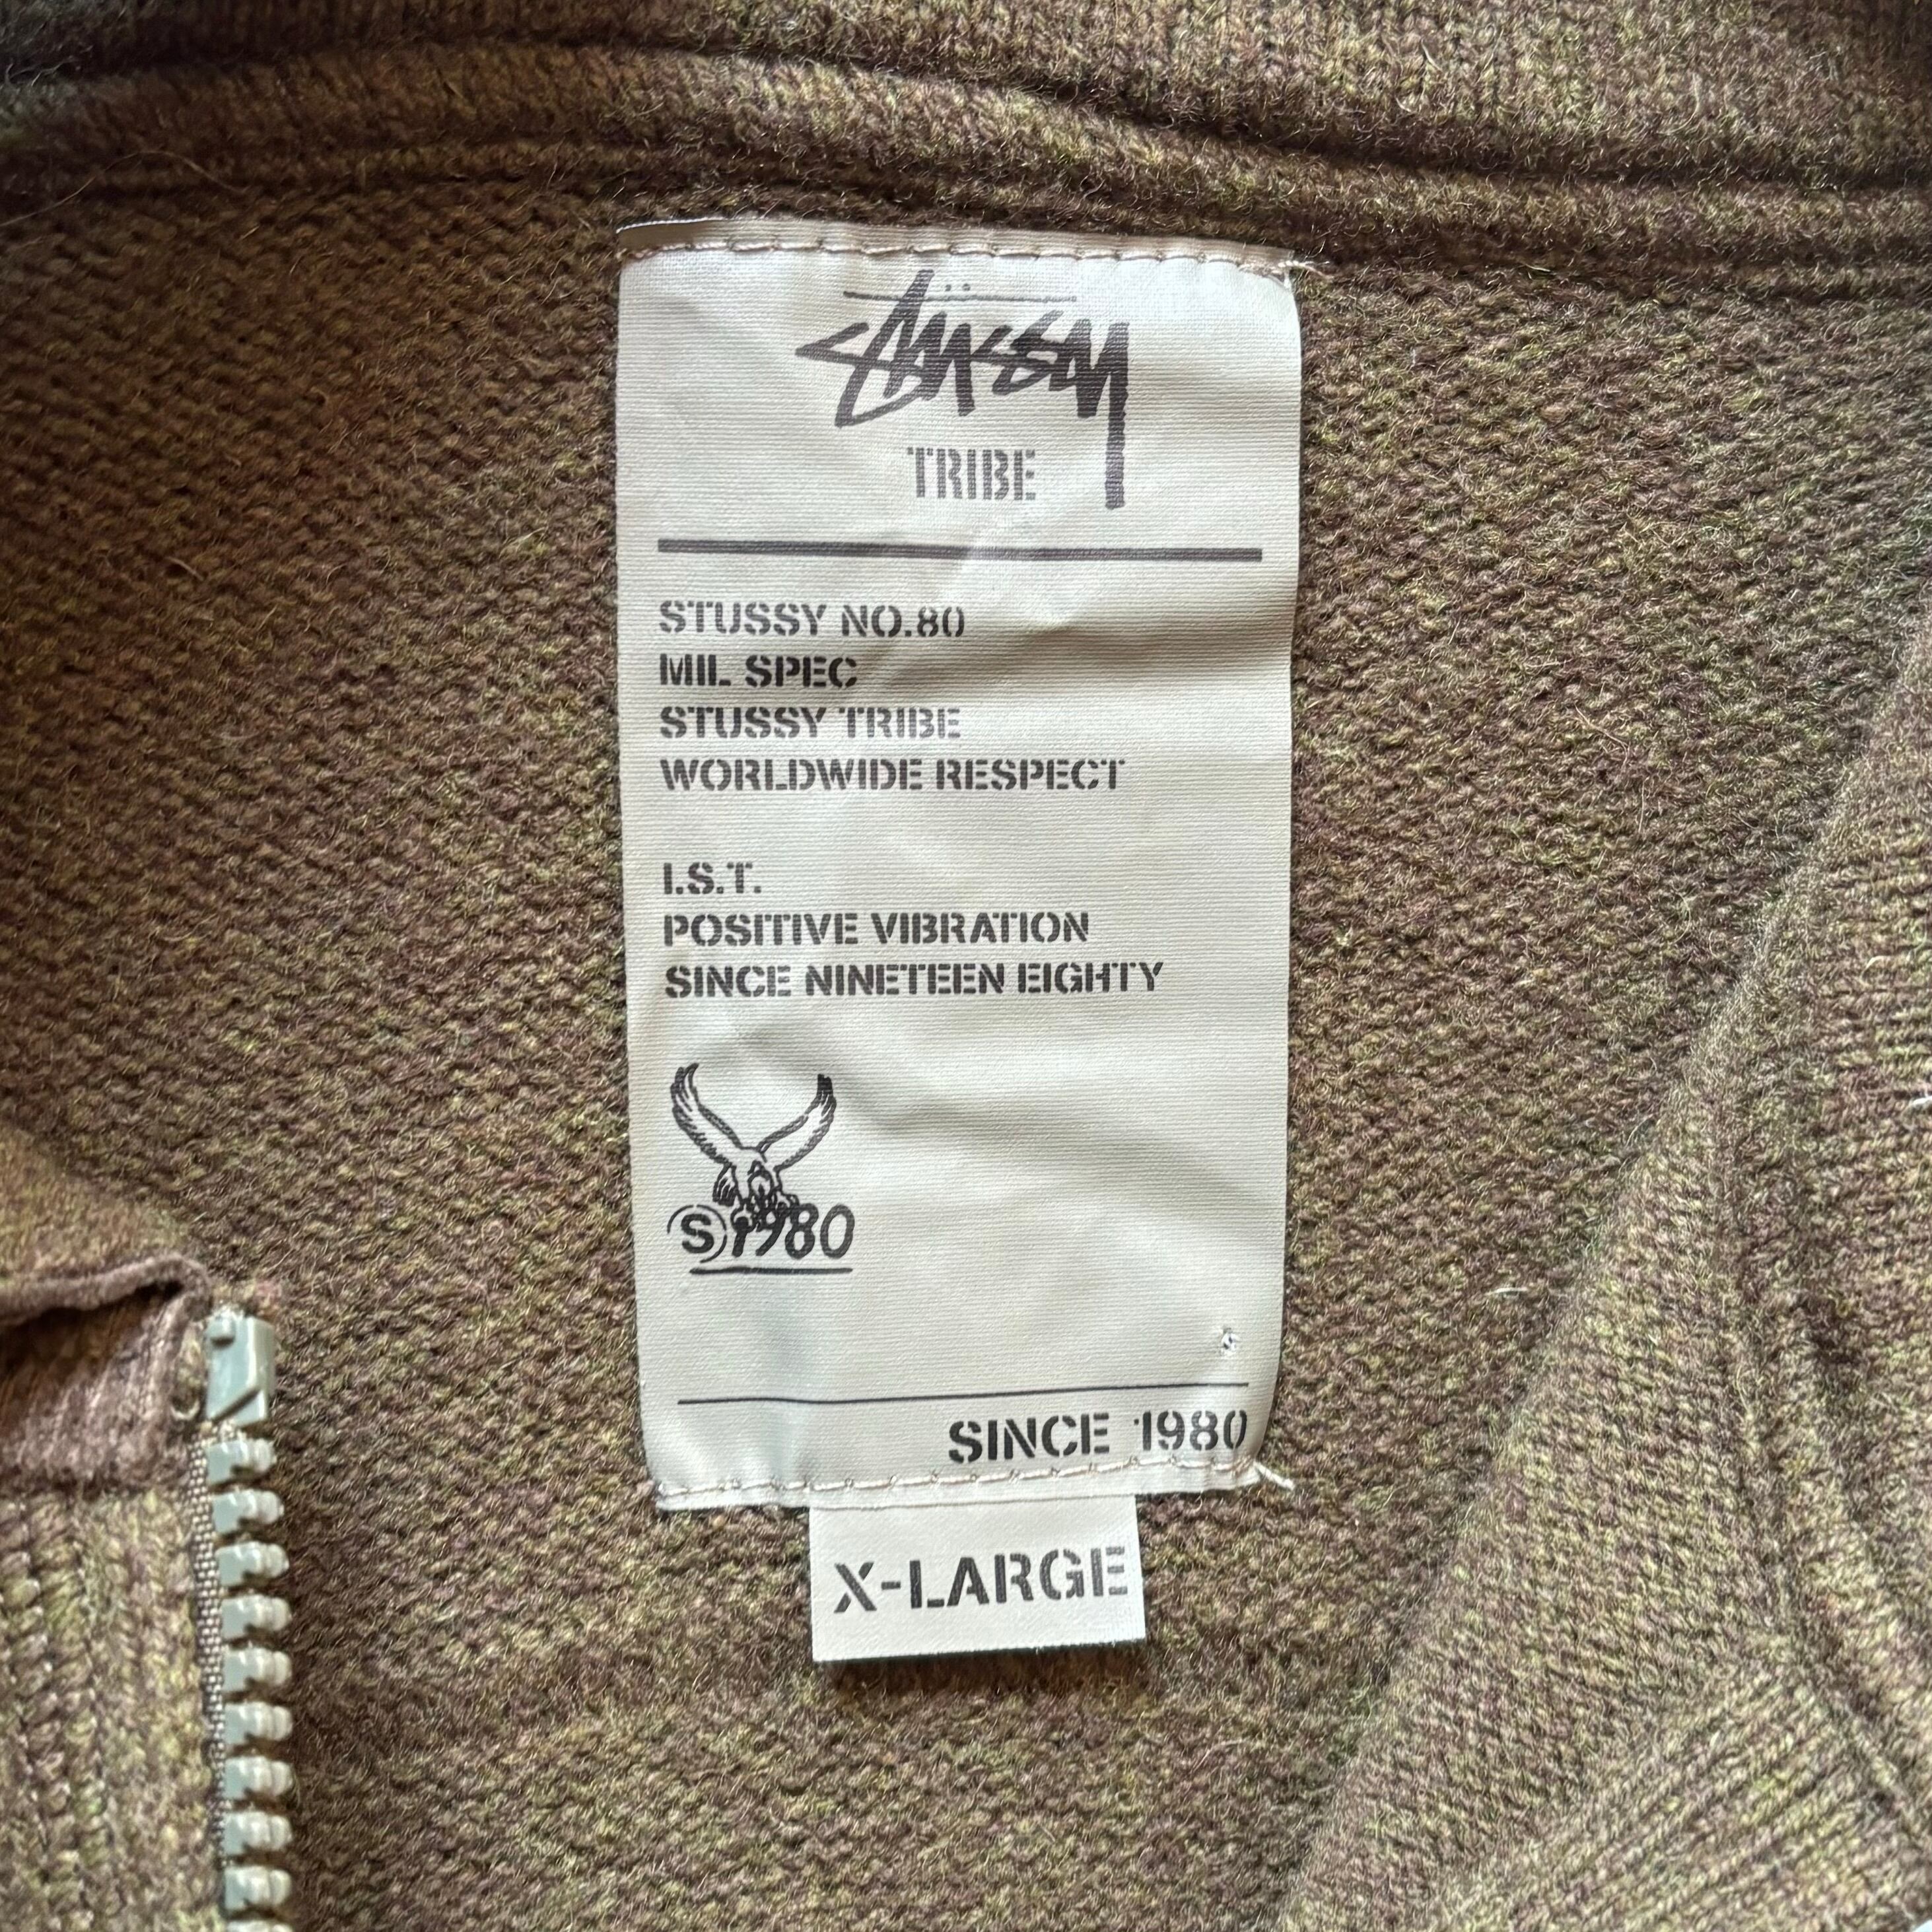 Stüssy
TRIBE
STUSSY NO.80
MIL SPEC
STUSSY TRIBE
WORLDWIDE RESPECT
I.S.T.
POSITIVE VIBRATION
SINCE NINETEEN EIGHTY
S 1980
SINCE 1980
X-LARGE